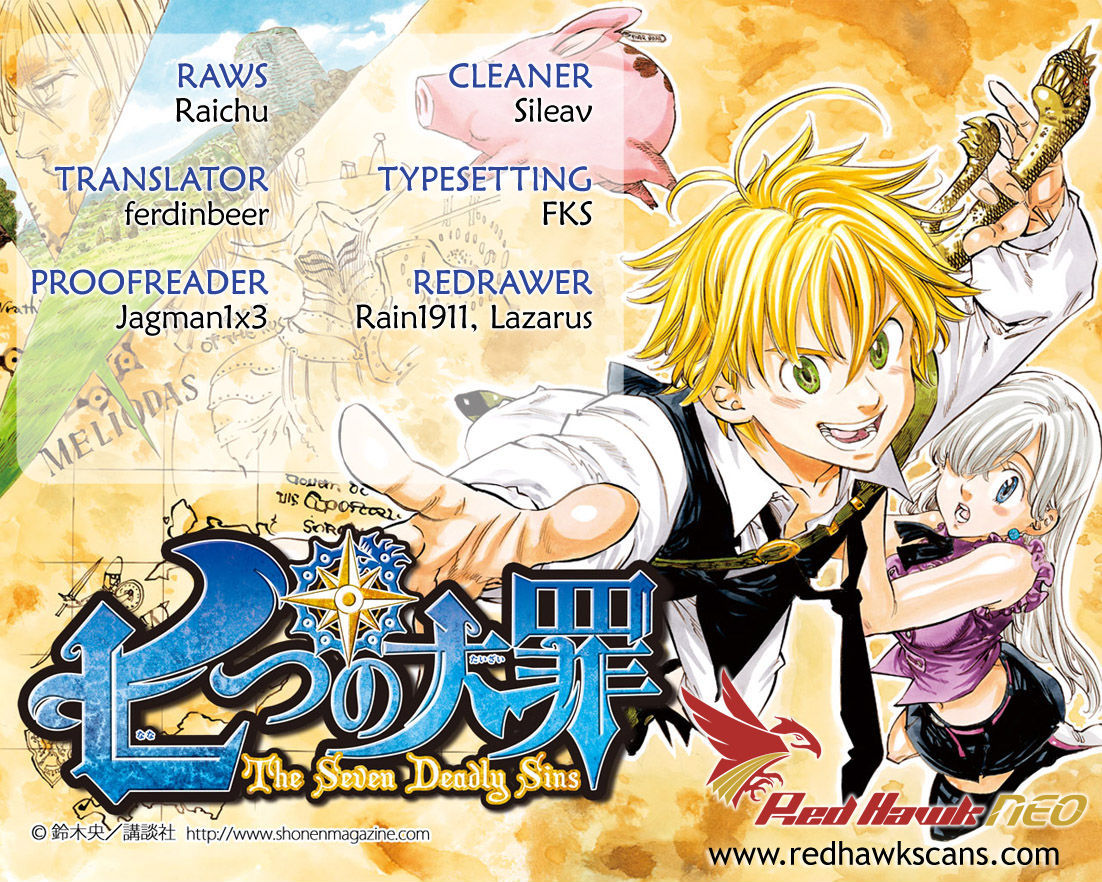 RAWS
Raichu
CLEANER
Sileav
TRANSLATOR
ferdinbeer
TYPESETTING
FKS
PROOFREADER
Jagman1x3
REDRAWER
Rain1911, Lazarus
of the
MELIODAS
七つの大罪
なな
たいざい
The Seven Deadly Sins
© 鈴木央／講談社 http://www.shonenmagazine.com/
Red Hawk NEO
www.redhawkscans.com